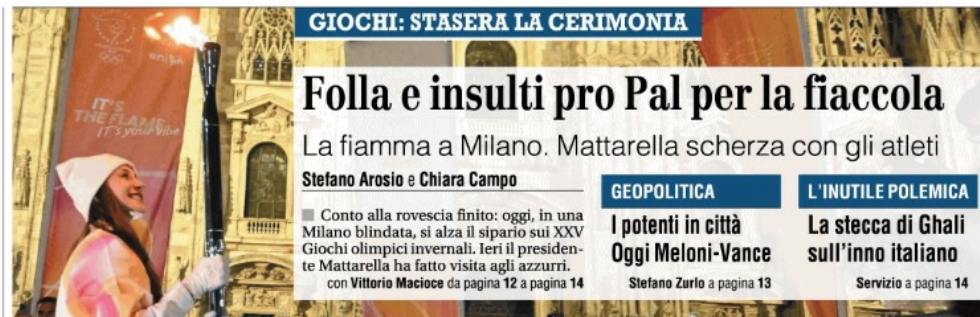 GIOCHI: STASERA LA CERIMONIA
IT'S
THE FLAME
IT'S your vibe
Folla e insulti pro Pal per la fiaccola
La fiamma a Milano. Mattarella scherza con gli atleti
Stefano Arosio e Chiara Campo
Conto alla rovescia finito: oggi, in una
Milano blindata, si alza il sipario sui XXV
Giochi olimpici invernali. Ieri il presiden-
te Mattarella ha fatto visita agli azzurri.
con Vittorio Macioce da pagina 12 a pagina 14
GEOPOLITICA
I potenti in città
Oggi Meloni-Vance
Stefano Zurlo a pagina 13
L'INUTILE POLEMICA
La stecca di Ghali
sull'inno italiano
Servizio a pagina 14